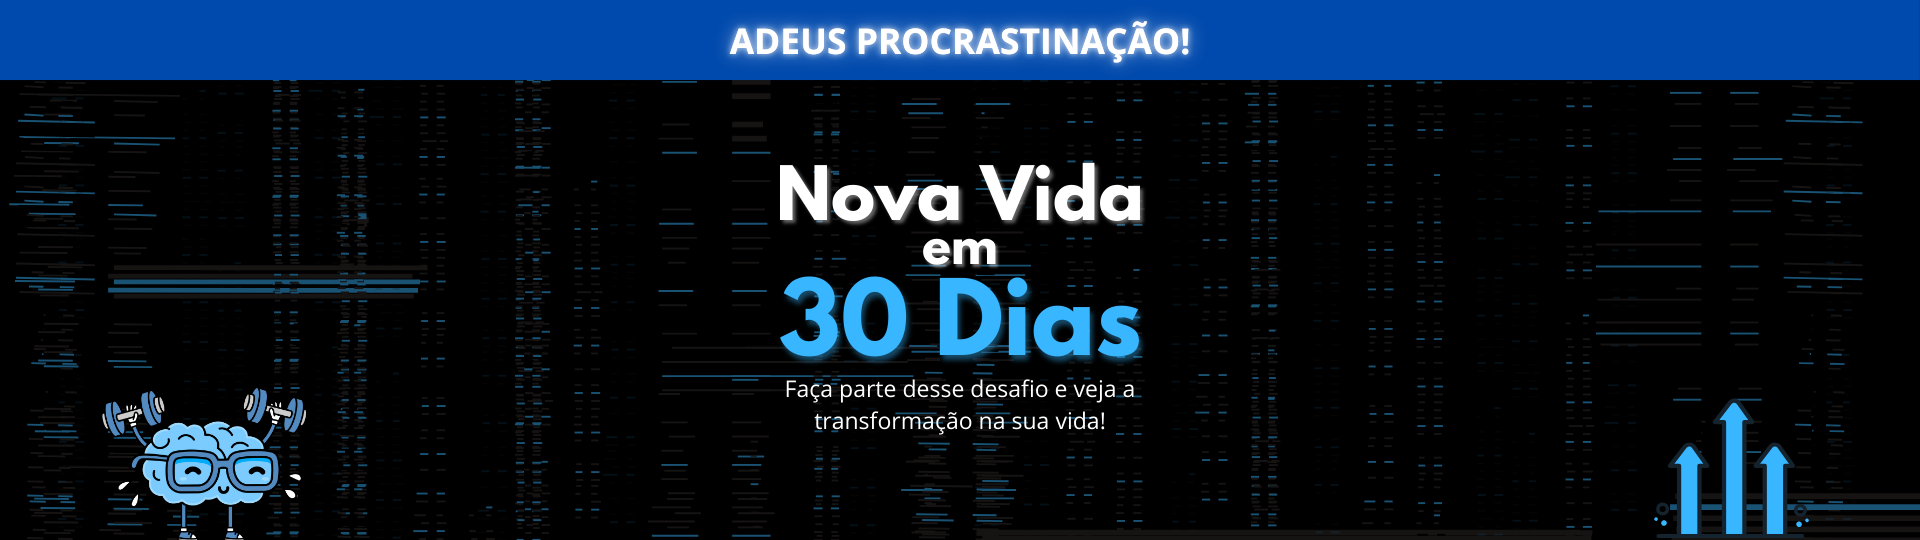 ADEUS PROCRASTINAÇÃO!
Nova Vida
em
30 Dias
Faça parte desse desafio e veja a
transformação na sua vida!